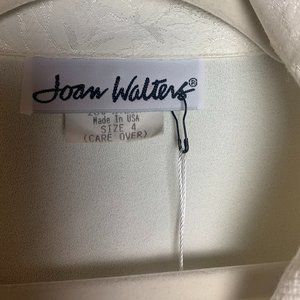 Joan Walters®
Made In USA
SIZE 4
(CARE OVER)